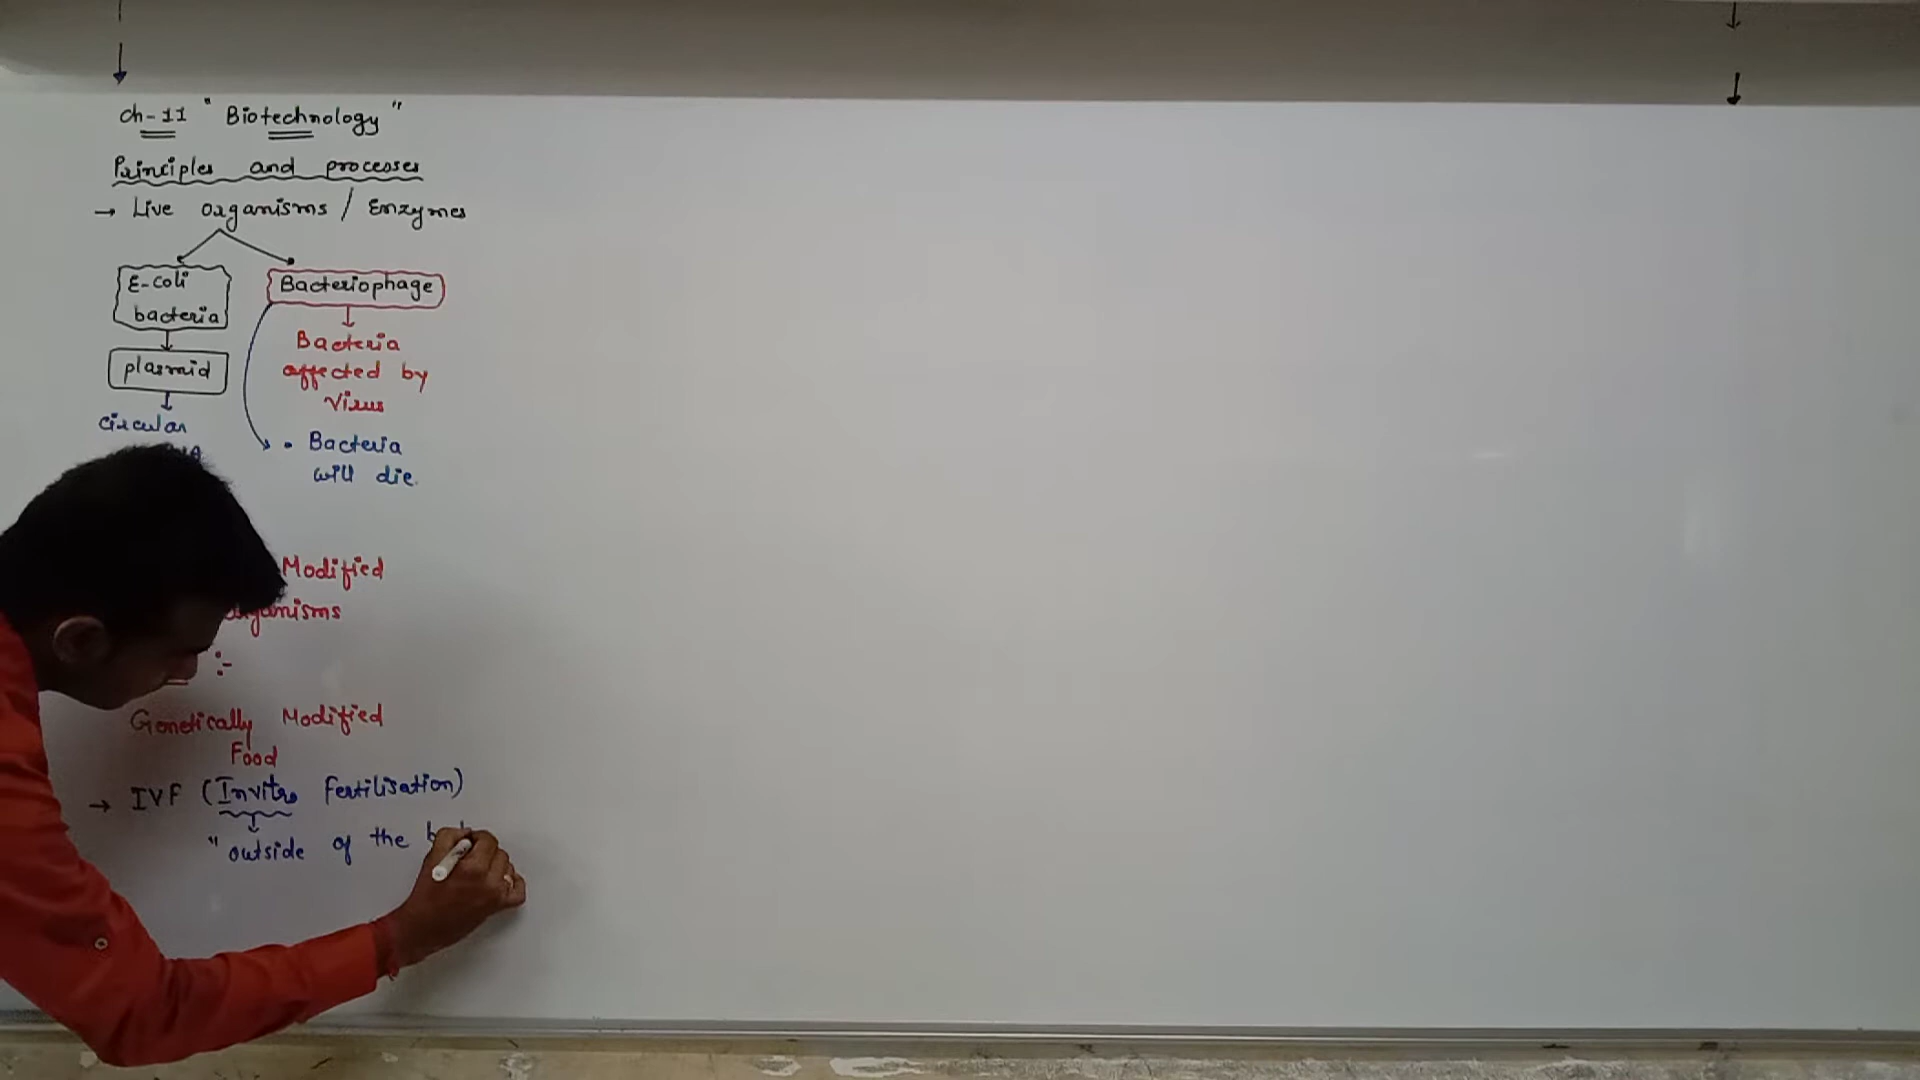 ch-11 "Biotechnology"
Principles and processes
→ Live organisms / Enzymes
E-coli
bacteria
plasmid
circular
Bacteriophage
Bacteria
affected by
Virus
• Bacteria
will die.
Modified
organisms
:-
Genetically Modified
Food
→ IVF (Invitro fertilisation)
"outside of the